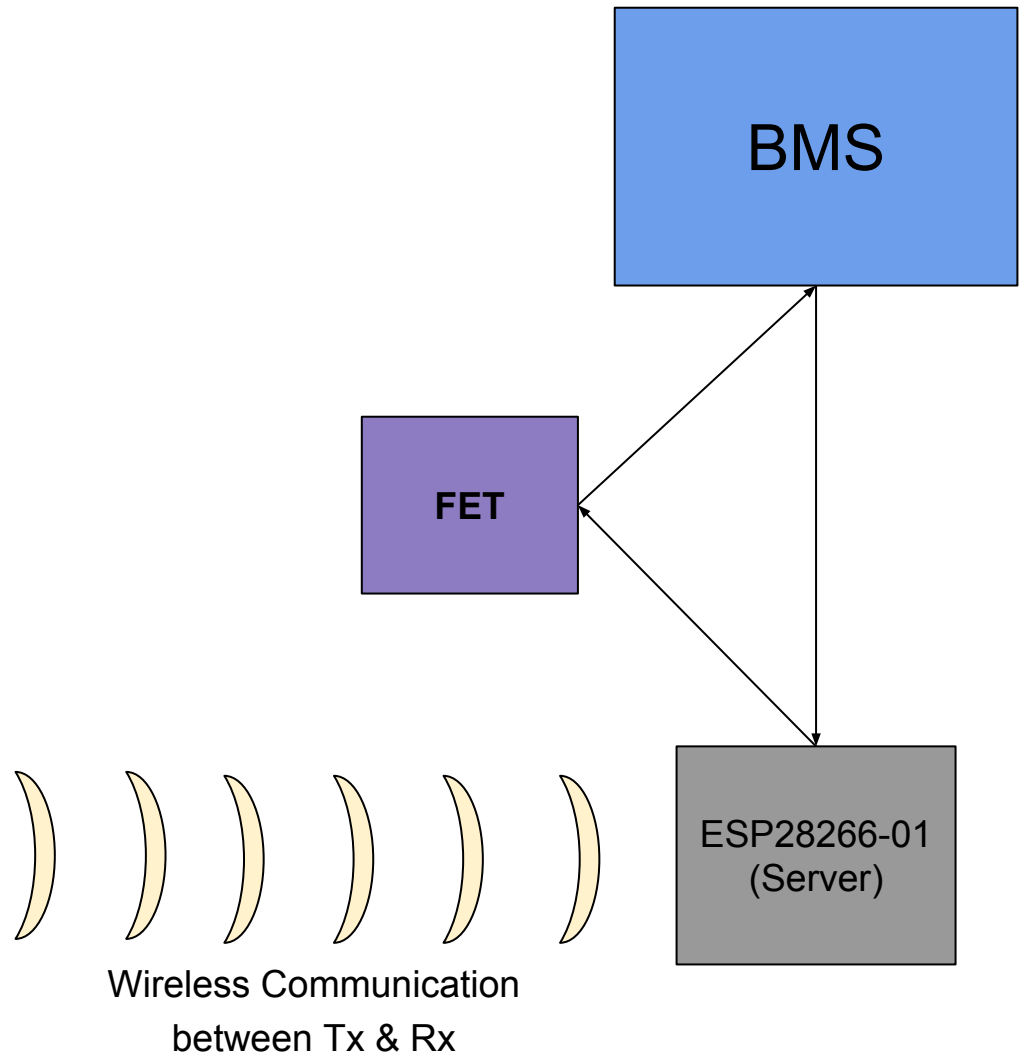 BMS
FET
ESP28266-01
(Server)
Wireless Communication
between Tx & Rx